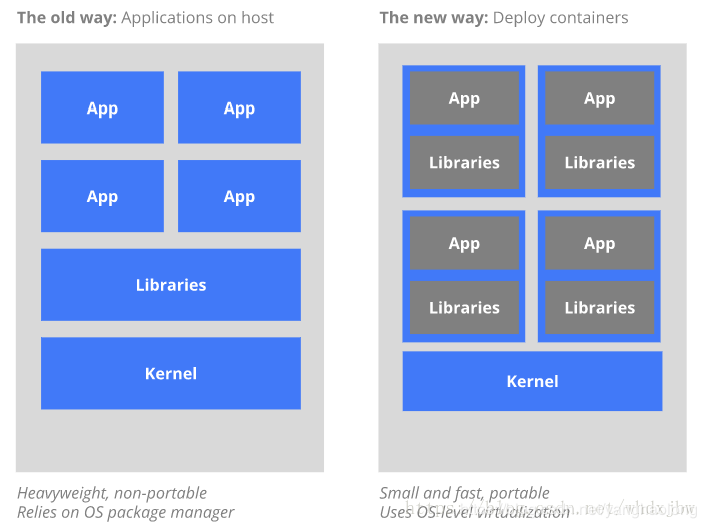 The old way: Applications on host
App
App
App
App
Libraries
Kernel
Heavyweight, non-portable
Relies on OS package manager
The new way: Deploy containers
App
App
Libraries
Libraries
App
App
Libraries
Libraries
Kernel
Small and fast, portable
Uses OS-level virtualization